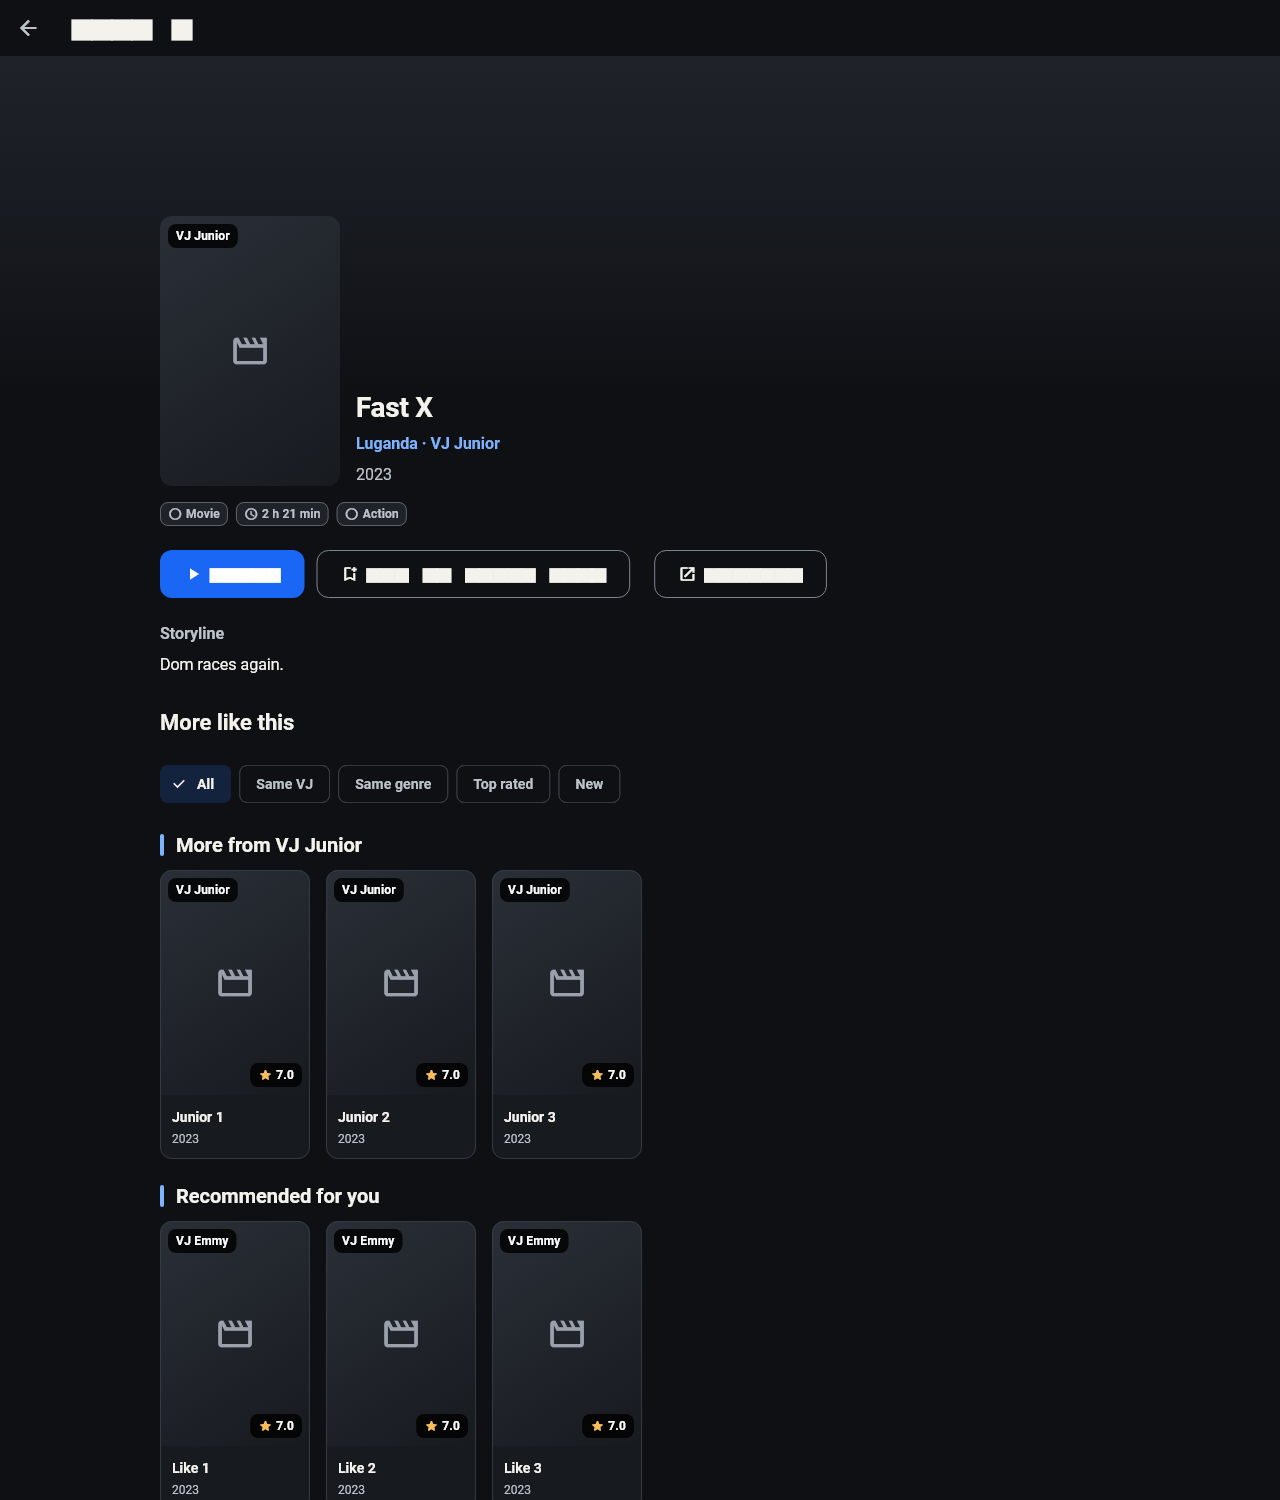 VJ Junior
Fast X
Luganda · VJ Junior
2023
Movie
2 h 21 min
Action
Storyline
Dom races again.
More like this
All
Same VJ
Same genre
Top rated
New
More from VJ Junior
VJ Junior
VJ Junior
VJ Junior
7.0
7.0
7.0
Junior 1
Junior 2
Junior 3
2023
2023
2023
Recommended for you
VJ Emmy
VJ Emmy
VJ Emmy
7.0
7.0
7.0
Like 1
Like 2
Like 3
2023
2023
2023